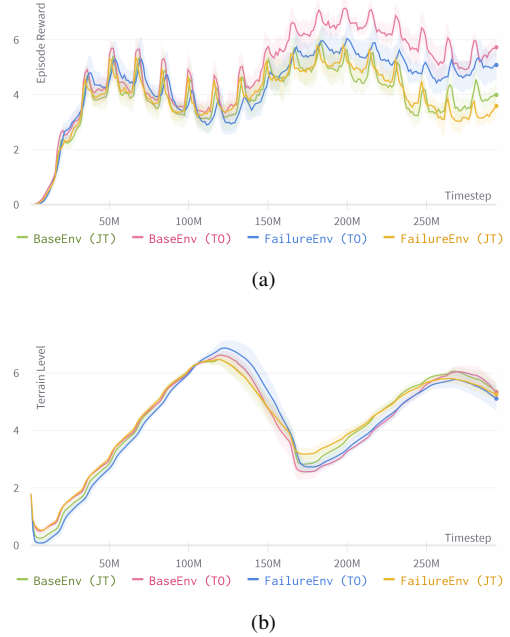 Episode Reward
6
4
2
0
Timestep
50M 100M 150M 200M 250M
BaseEnv (JT) BaseEnv (TO) FailureEnv (TO) FailureEnv (JT)
(a)
Terrain Level
6
4
2
0
Timestep
50M 100M 150M 200M 250M
BaseEnv (JT) BaseEnv (TO) FailureEnv (TO) FailureEnv (JT)
(b)